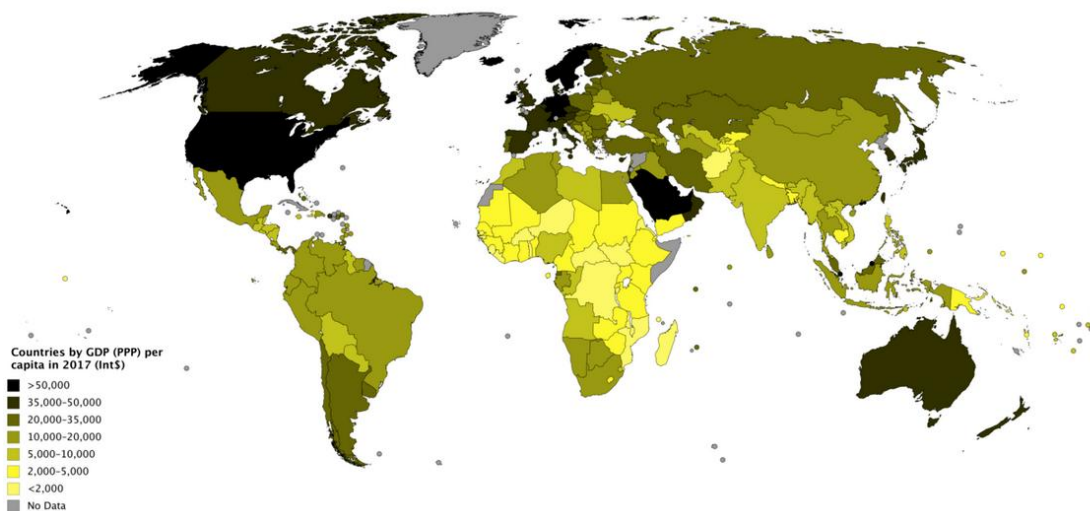 Countries by GDP (PPP) per
capita in 2017 (Int$)
>50,000
35,000–50,000
20,000–35,000
10,000–20,000
5,000–10,000
2,000–5,000
<2,000
No Data